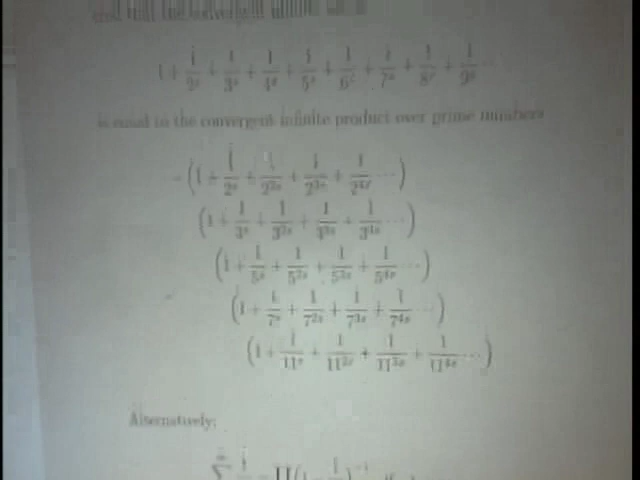 that the convergent
1 + 1/2^s + 1/3^s + 1/4^s + 1/5^s + 1/6^s + 1/7^s + 1/8^s + 1/9^s ...
is equal to the convergent infinite product over prime numbers
= (1 + 1/2^s + 1/2^{2s} + 1/2^{3s} + 1/2^{4s} ...)
(1 + 1/3^s + 1/3^{2s} + 1/3^{3s} + 1/3^{4s} ...)
(1 + 1/5^s + 1/5^{2s} + 1/5^{3s} + 1/5^{4s} ...)
(1 + 1/7^s + 1/7^{2s} + 1/7^{3s} + 1/7^{4s} ...)
(1 + 1/11^s + 1/11^{2s} + 1/11^{3s} + 1/11^{4s} ...)
Alternatively,